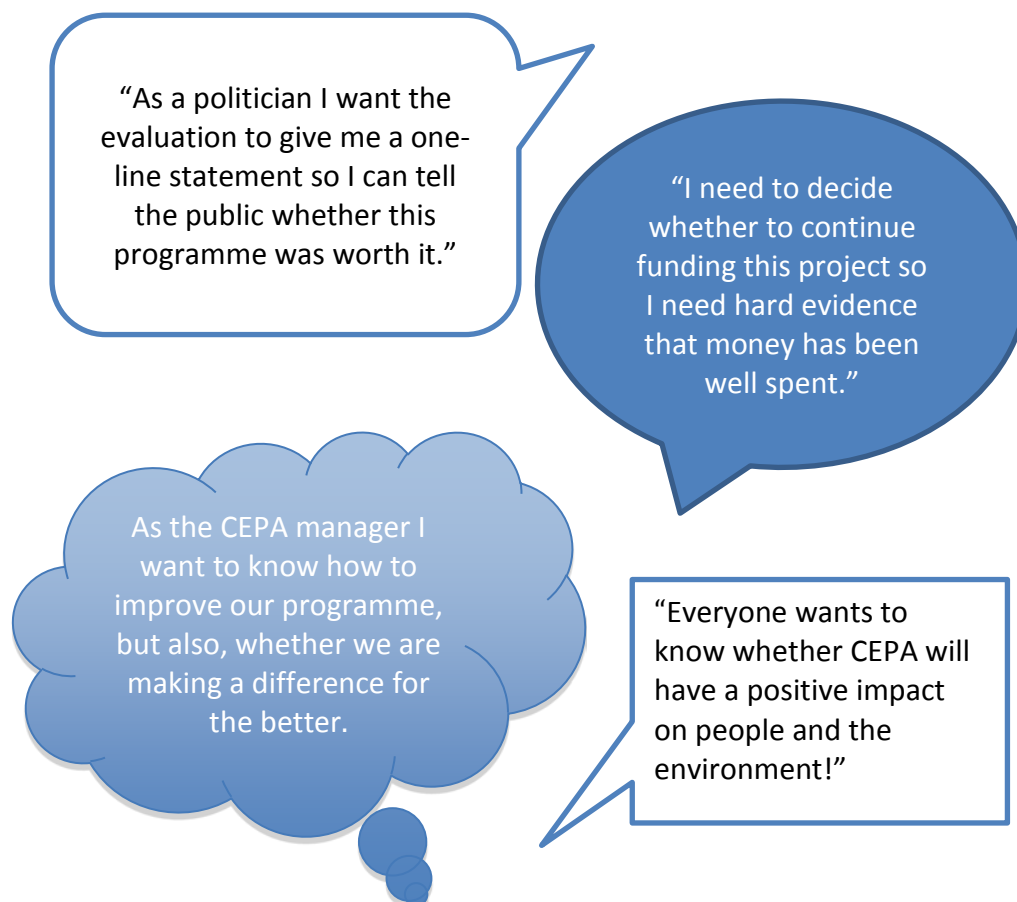 “As a politician I want the
evaluation to give me a one-
line statement so I can tell
the public whether this
programme was worth it.”
“I need to decide
whether to continue
funding this project so
I need hard evidence
that money has been
well spent.”
As the CEPA manager I
want to know how to
improve our programme,
but also, whether we are
making a difference for
the better.
“Everyone wants to
know whether CEPA will
have a positive impact
on people and the
environment!”